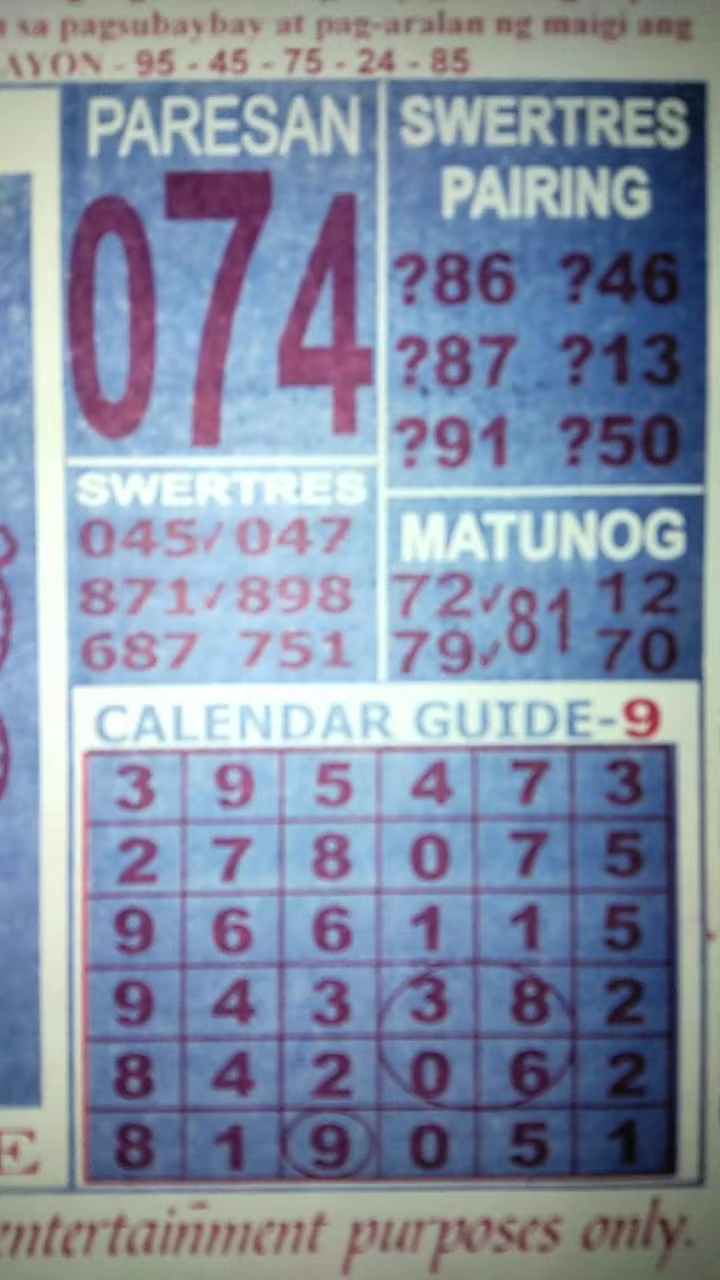 sa pagsubaybay at pag-aralan ng maigi ang
AYON - 95 - 45 - 75 - 24 - 85
PARESAN
074
SWERTRES
PAIRING
?86 ?46
?87 ?13
?91 ?50
SWERTRES
045✓ 047
871✓ 898
687 751
MATUNOG
72✓ 81 12
79✓ 70
CALENDAR GUIDE-9
3 9 5 4 7 3
2 7 8 0 7 5
9 6 6 1 1 5
9 4 3 3 8 2
8 4 2 0 6 2
8 1 9 0 5 1
E
entertainment purposes only.